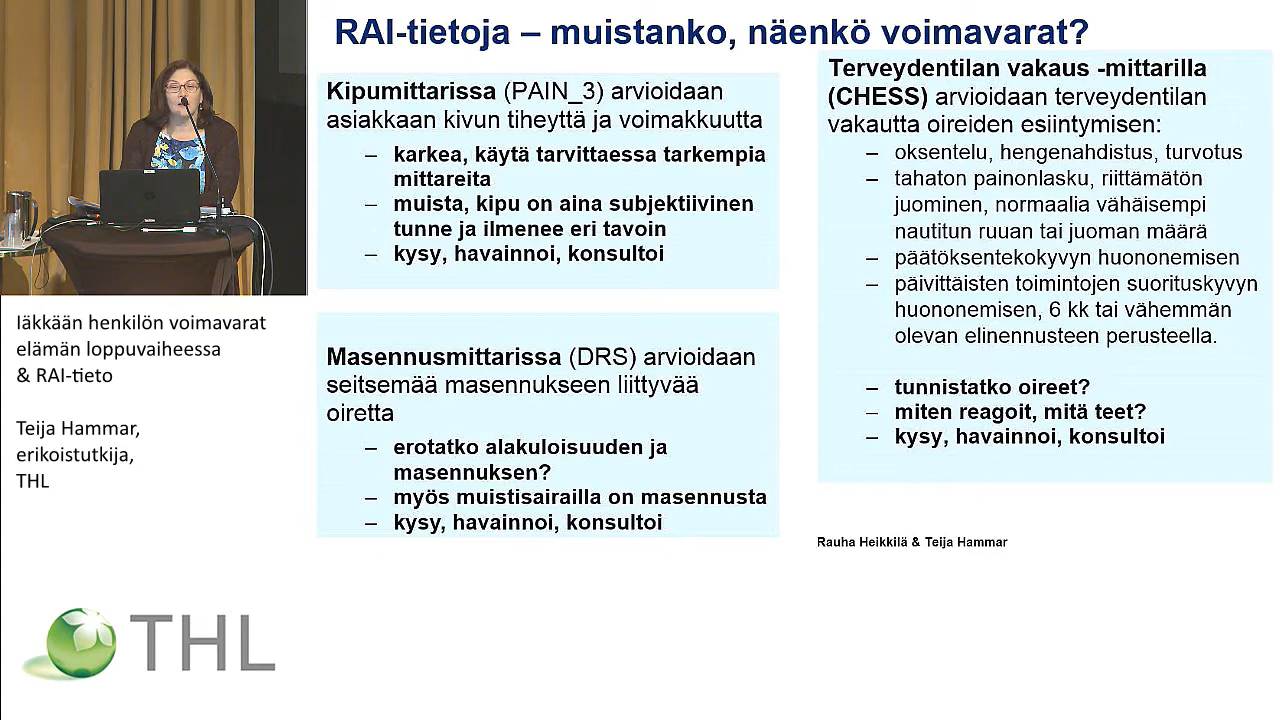 RAI-tietoja – muistanko, näenkö voimavarat?
Kipumittarissa (PAIN_3) arvioidaan
asiakkaan kivun tiheyttä ja voimakkuutta
– karkea, käytä tarvittaessa tarkempia
mittareita
– muista, kipu on aina subjektiivinen
tunne ja ilmenee eri tavoin
– kysy, havainnoi, konsultoi
Masennusmittarissa (DRS) arvioidaan
seitsemää masennukseen liittyvää
oiretta
– erotatko alakuloisuuden ja
masennuksen?
– myös muistisairailla on masennusta
– kysy, havainnoi, konsultoi
Terveydentilan vakaus -mittarilla
(CHESS) arvioidaan terveydentilan
vakautta oireiden esiintymisen:
– oksentelu, hengenahdistus, turvotus
– tahaton painonlasku, riittämätön
juominen, normaalia vähäisempi
nautitun ruuan tai juoman määrä
– päätöksentekokyvyn huononemisen
– päivittäisten toimintojen suorituskyvyn
huononemisen, 6 kk tai vähemmän
olevan elinennusteen perusteella.
– tunnistatko oireet?
– miten reagoit, mitä teet?
– kysy, havainnoi, konsultoi
Rauha Heikkilä & Teija Hammar
Iäkkään henkilön voimavarat
elämän loppuvaiheessa
& RAI-tieto
Teija Hammar,
erikoistutkija,
THL
THL